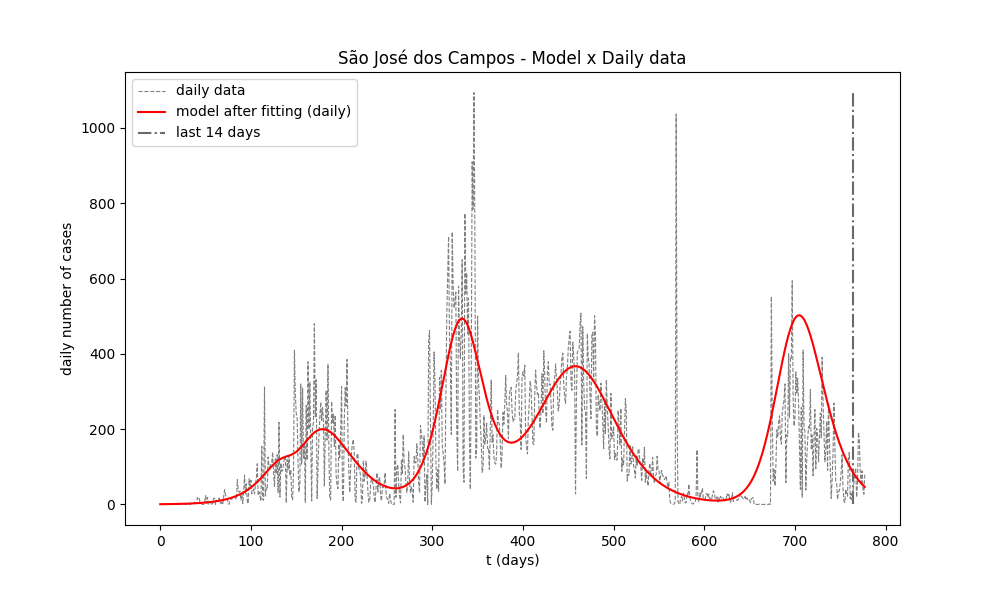 São José dos Campos - Model x Daily data
daily data
model after fitting (daily)
last 14 days
daily number of cases
1000
800
600
400
200
0
0 100 200 300 400 500 600 700 800
t (days)